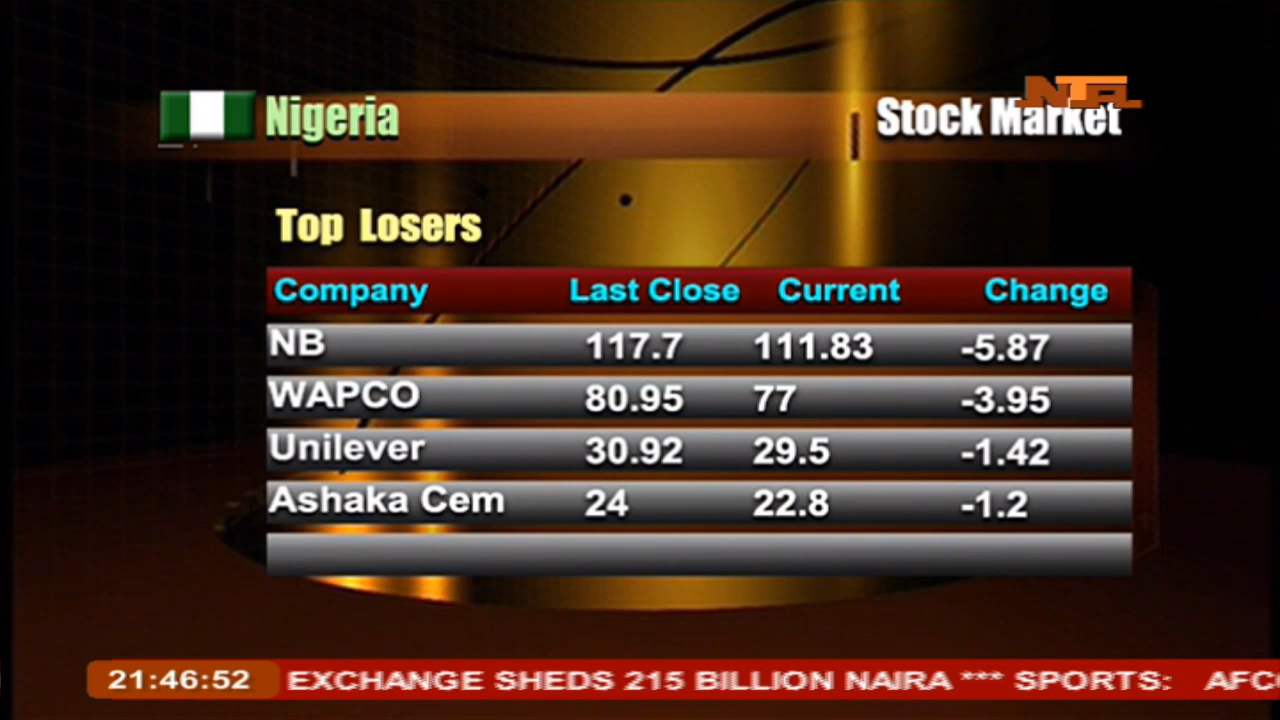 Nigeria
Stock Market
Top Losers
Company Last Close Current Change
NB 117.7 111.83 -5.87
WAPCO 80.95 77 -3.95
Unilever 30.92 29.5 -1.42
Ashaka Cem 24 22.8 -1.2
21:46:52 EXCHANGE SHEDS 215 BILLION NAIRA *** SPORTS: